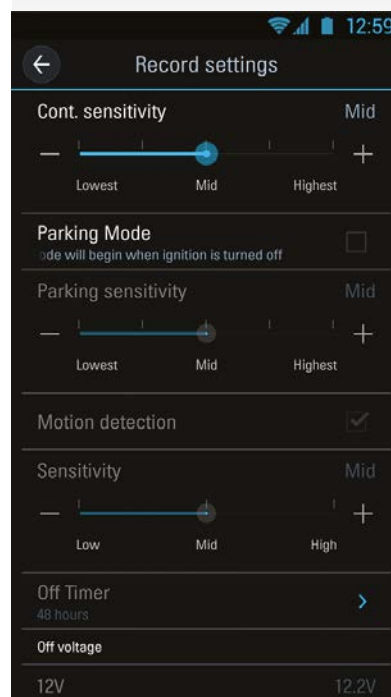 12:59
Record settings
Cont. sensitivity Mid
Lowest Mid Highest
Parking Mode
ode will begin when ignition is turned off
Parking sensitivity Mid
Lowest Mid Highest
Motion detection
Sensitivity Mid
Low Mid High
Off Timer
48 hours
Off voltage
12V 12.2V